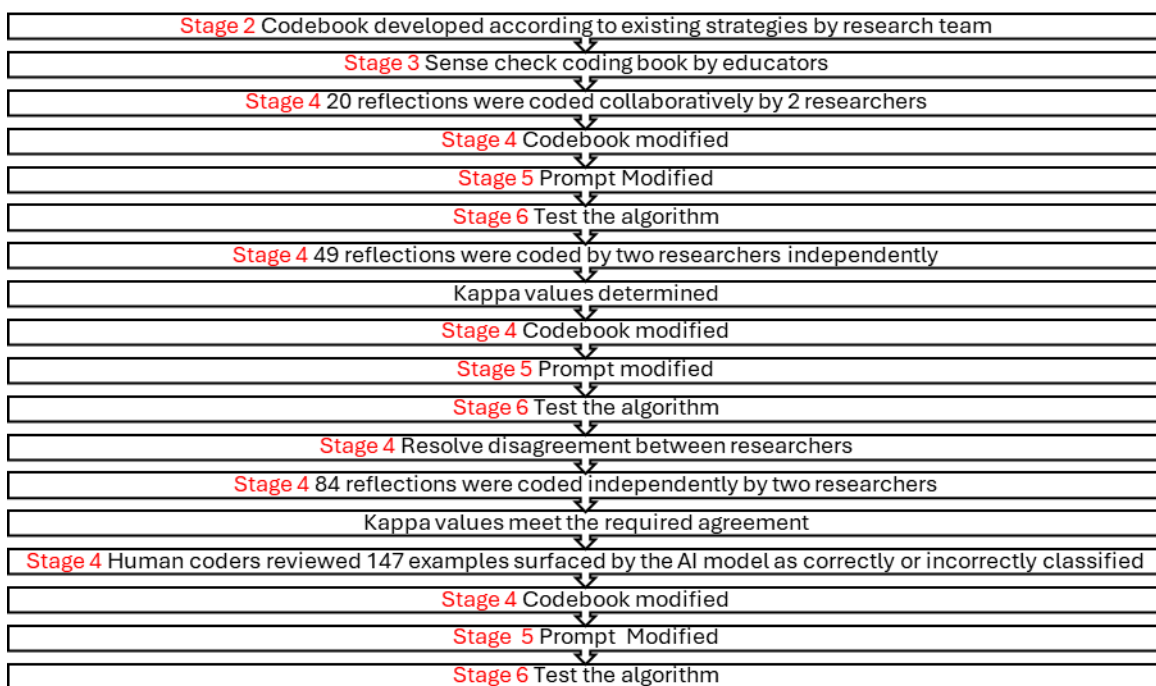 Stage 2 Codebook developed according to existing strategies by research team
Stage 3 Sense check coding book by educators
Stage 4 20 reflections were coded collaboratively by 2 researchers
Stage 4 Codebook modified
Stage 5 Prompt Modified
Stage 6 Test the algorithm
Stage 4 49 reflections were coded by two researchers independently
Kappa values determined
Stage 4 Codebook modified
Stage 5 Prompt modified
Stage 6 Test the algorithm
Stage 4 Resolve disagreement between researchers
Stage 4 84 reflections were coded independently by two researchers
Kappa values meet the required agreement
Stage 4 Human coders reviewed 147 examples surfaced by the AI model as correctly or incorrectly classified
Stage 4 Codebook modified
Stage 5 Prompt Modified
Stage 6 Test the algorithm